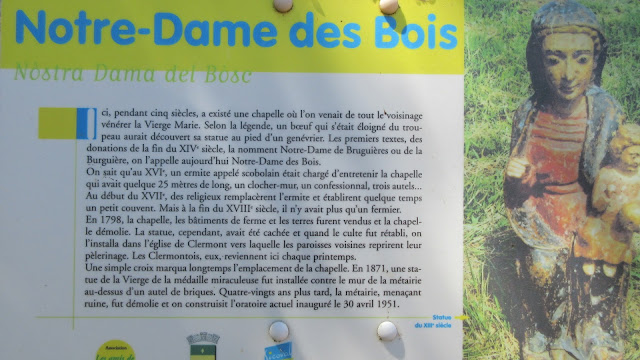 Notre-Dame des Bois
Nòstra Dama del Bòsc
Ici, pendant cinq siècles, a existé une chapelle où l'on venait de tout le voisinage
vénérer la Vierge Marie. Selon la légende, un bœuf qui s'était éloigné du trou-
peau aurait découvert sa statue au pied d'un genévrier. Les premiers textes, des
donations de la fin du XIVᵉ siècle, la nomment Notre-Dame de Bruguières ou de la
Burguière, on l'appelle aujourd'hui Notre-Dame des Bois.
On sait qu'au XVIᵉ, un ermite appelé scobolain était chargé d'entretenir la chapelle
qui avait quelque 25 mètres de long, un clocher-mur, un confessionnal, trois autels...
Au début du XVIIᵉ, des religieux remplacèrent l'ermite et établirent quelque temps
un petit couvent. Mais à la fin du XVIIIᵉ siècle, il n'y avait plus qu'un fermier.
En 1798, la chapelle, les bâtiments de ferme et les terres furent vendus et la chapel-
le démolie. La statue, cependant, avait été cachée et quand le culte fut rétabli, on
l'installa dans l'église de Clermont vers laquelle les paroisses voisines reprirent leur
pèlerinage. Les Clermontois, eux, reviennent ici chaque printemps.
Une simple croix marqua longtemps l'emplacement de la chapelle. En 1871, une sta-
tue de la Vierge de la médaille miraculeuse fut installée contre le mur de la métairie
au-dessus d'un autel de briques. Quatre-vingts ans plus tard, la métairie, menaçant
ruine, fut démolie et on construisit l'oratoire actuel inauguré le 30 avril 1951.
Statue
du XIIIᵉ siècle
Les amis de